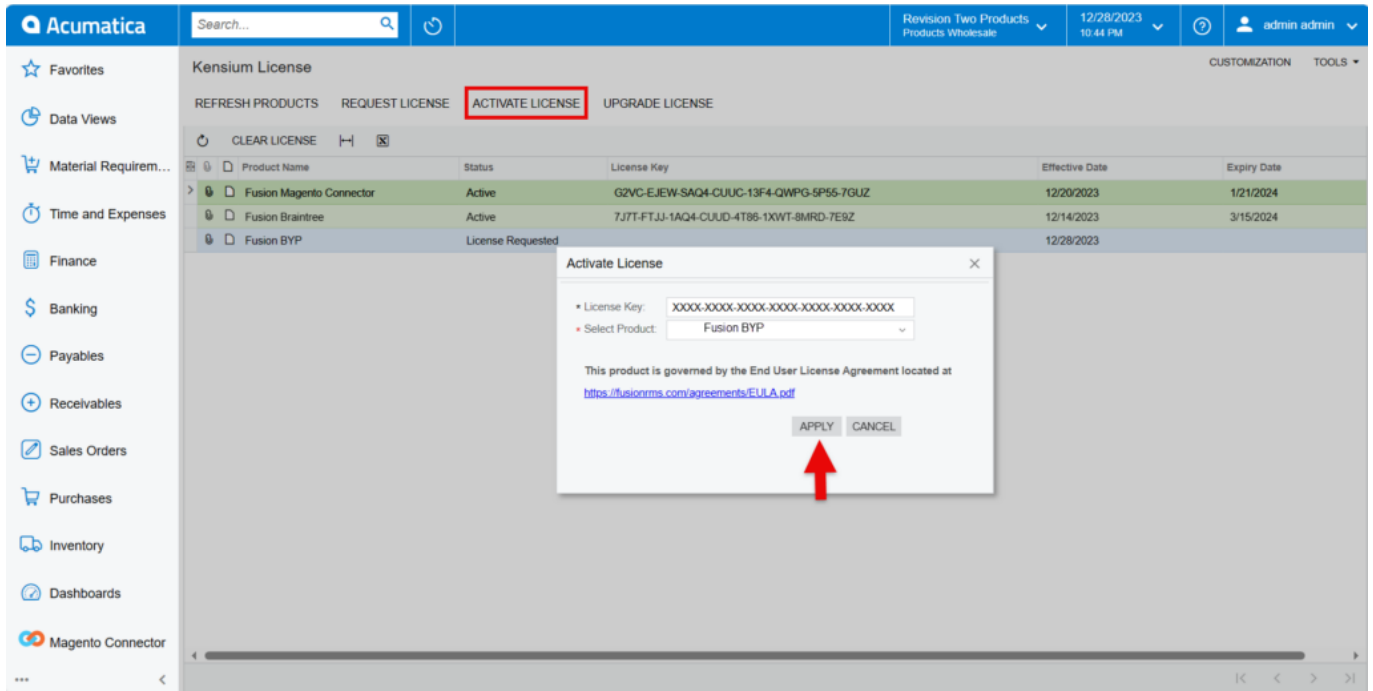 Acumatica
Search...
Revision Two Products
Products Wholesale
12/28/2023
10:44 PM
admin admin
Favorites
Data Views
Material Requirem...
Time and Expenses
Finance
Banking
Payables
Receivables
Sales Orders
Purchases
Inventory
Dashboards
Magento Connector
Kensium License
CUSTOMIZATION TOOLS
REFRESH PRODUCTS REQUEST LICENSE ACTIVATE LICENSE UPGRADE LICENSE
CLEAR LICENSE
Product Name Status License Key Effective Date Expiry Date
Fusion Magento Connector Active G2VC-EJEW-SAQ4-CUUC-13F4-QWPG-5P55-7GUZ 12/20/2023 1/21/2024
Fusion Braintree Active 7J7T-FTJJ-1AQ4-CUUD-4T86-1XWT-8MRD-7E9Z 12/14/2023 3/15/2024
Fusion BYP License Requested 12/28/2023
Activate License
* License Key: XXXX-XXXX-XXXX-XXXX-XXXX-XXXX-XXXX
* Select Product: Fusion BYP
This product is governed by the End User License Agreement located at
https://fusionrms.com/agreements/EULA.pdf
APPLY CANCEL